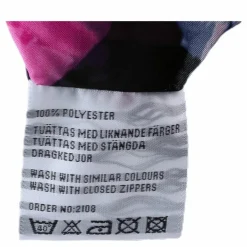 100% POLYESTER
TVÄTTAS MED LIKNANDE FÄRGER
TVÄTTAS MED STÄNGDA
DRAGKEDJOR
WASH WITH SIMILAR COLOURS
WASH WITH CLOSED ZIPPERS
ORDER NO:2108
40